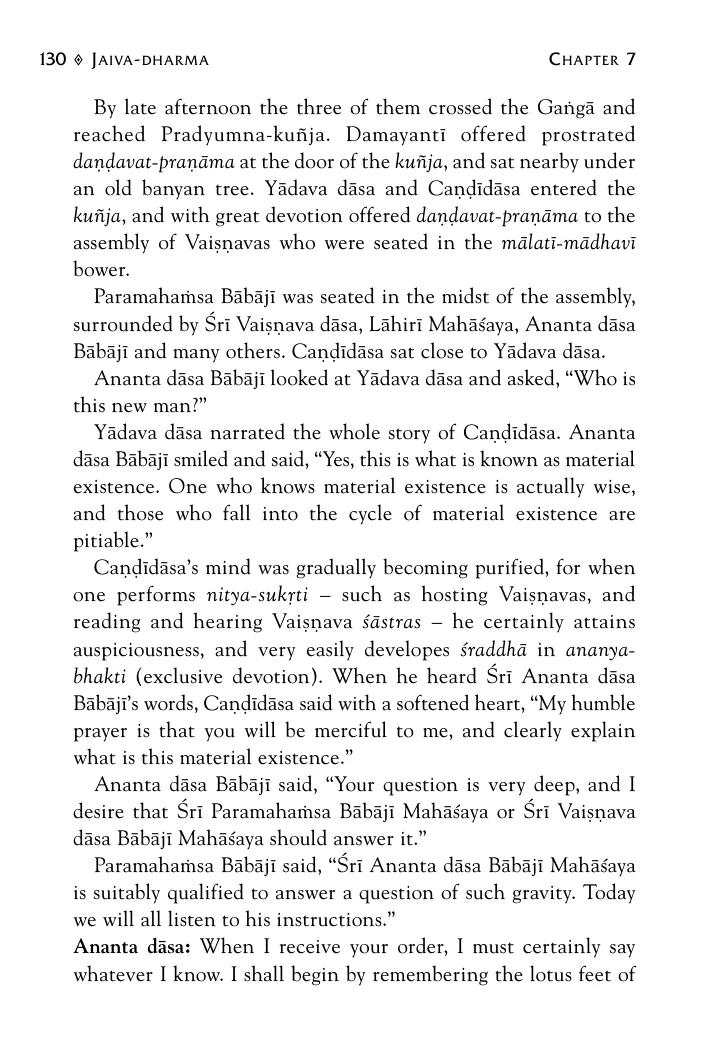 130 ◊ JAIVA-DHARMA CHAPTER 7
By late afternoon the three of them crossed the Gaṅgā and
reached Pradyumna-kuñja. Damayantī offered prostrated
daṇḍavat-praṇāma at the door of the kuñja, and sat nearby under
an old banyan tree. Yādava dāsa and Caṇḍīdāsa entered the
kuñja, and with great devotion offered daṇḍavat-praṇāma to the
assembly of Vaiṣṇavas who were seated in the mālatī-mādhavī
bower.
Paramahaṁsa Bābājī was seated in the midst of the assembly,
surrounded by Śrī Vaiṣṇava dāsa, Lāhirī Mahāśaya, Ananta dāsa
Bābājī and many others. Caṇḍīdāsa sat close to Yādava dāsa.
Ananta dāsa Bābājī looked at Yādava dāsa and asked, “Who is
this new man?”
Yādava dāsa narrated the whole story of Caṇḍīdāsa. Ananta
dāsa Bābājī smiled and said, “Yes, this is what is known as material
existence. One who knows material existence is actually wise,
and those who fall into the cycle of material existence are
pitiable.”
Caṇḍīdāsa’s mind was gradually becoming purified, for when
one performs nitya-sukṛti – such as hosting Vaiṣṇavas, and
reading and hearing Vaiṣṇava śāstras – he certainly attains
auspiciousness, and very easily developes śraddhā in ananya-
bhakti (exclusive devotion). When he heard Śrī Ananta dāsa
Bābājī’s words, Caṇḍīdāsa said with a softened heart, “My humble
prayer is that you will be merciful to me, and clearly explain
what is this material existence.”
Ananta dāsa Bābājī said, “Your question is very deep, and I
desire that Śrī Paramahaṁsa Bābājī Mahāśaya or Śrī Vaiṣṇava
dāsa Bābājī Mahāśaya should answer it.”
Paramahaṁsa Bābājī said, “Śrī Ananta dāsa Bābājī Mahāśaya
is suitably qualified to answer a question of such gravity. Today
we will all listen to his instructions.”
Ananta dāsa: When I receive your order, I must certainly say
whatever I know. I shall begin by remembering the lotus feet of